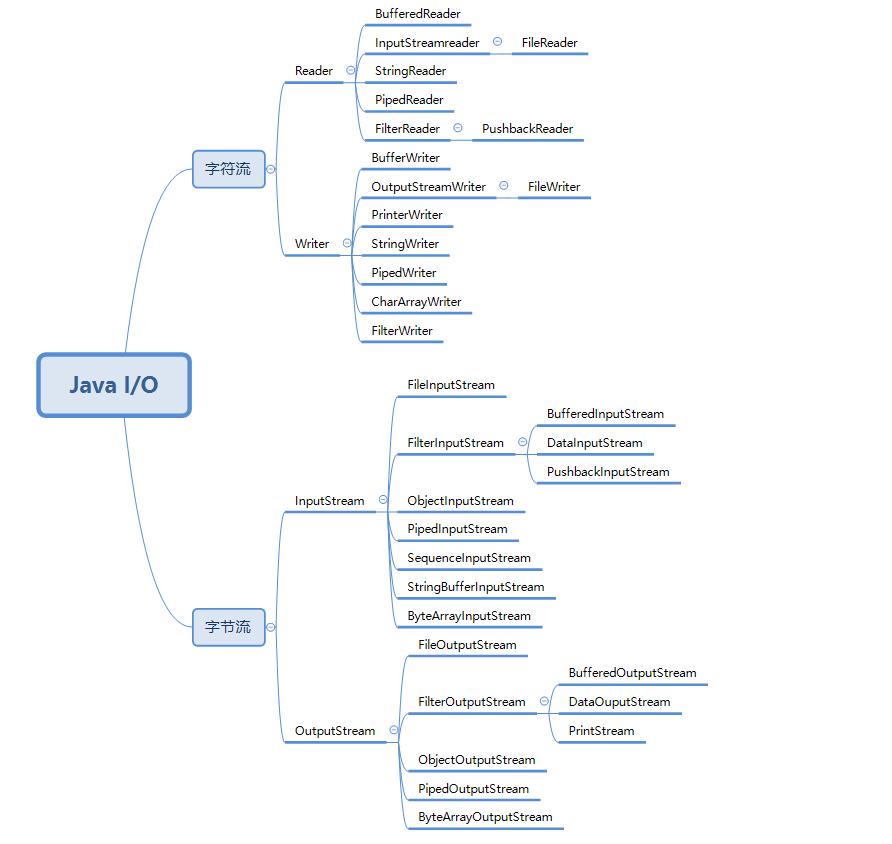 Java I/O
字符流
Reader
BufferedReader
InputStreamreader
FileReader
StringReader
PipedReader
FilterReader
PushbackReader
Writer
BufferWriter
OutputStreamWriter
FileWriter
PrinterWriter
StringWriter
PipedWriter
CharArrayWriter
FilterWriter
字节流
InputStream
FileInputStream
FilterInputStream
BufferedInputStream
DataInputStream
PushbackInputStream
ObjectInputStream
PipedInputStream
SequenceInputStream
StringBufferInputStream
ByteArrayInputStream
OutputStream
FileOutputStream
FilterOutputStream
BufferedOutputStream
DataOuputStream
PrintStream
ObjectOutputStream
PipedOutputStream
ByteArrayOutputStream